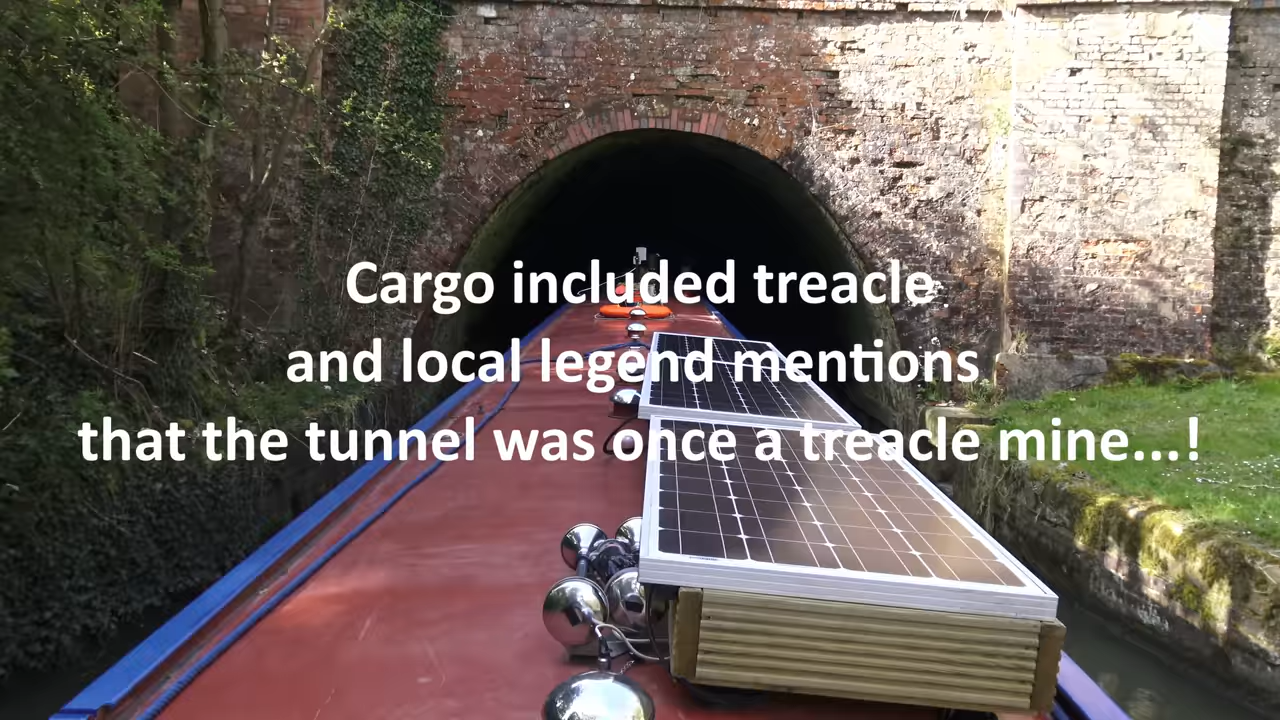 Cargo included treacle
and local legend mentions
that the tunnel was once a treacle mine...!